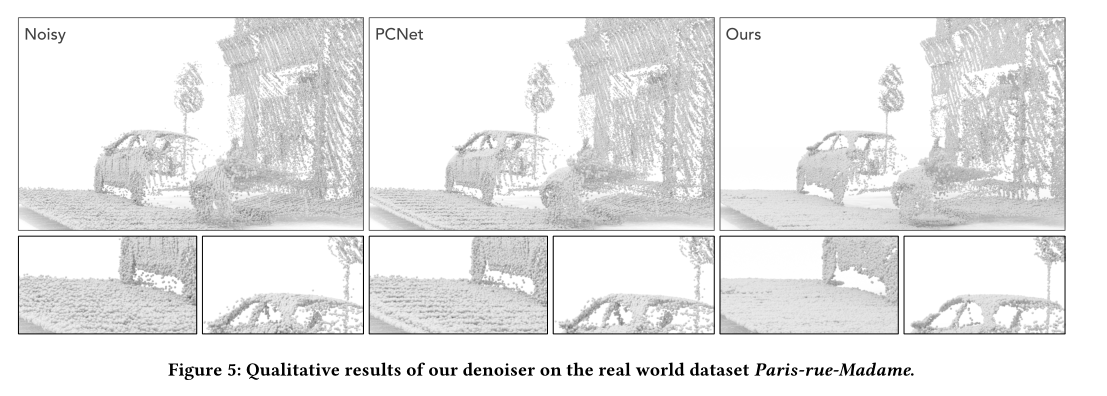 Noisy
PCNet
Ours
Figure 5: Qualitative results of our denoiser on the real world dataset Paris-rue-Madame.